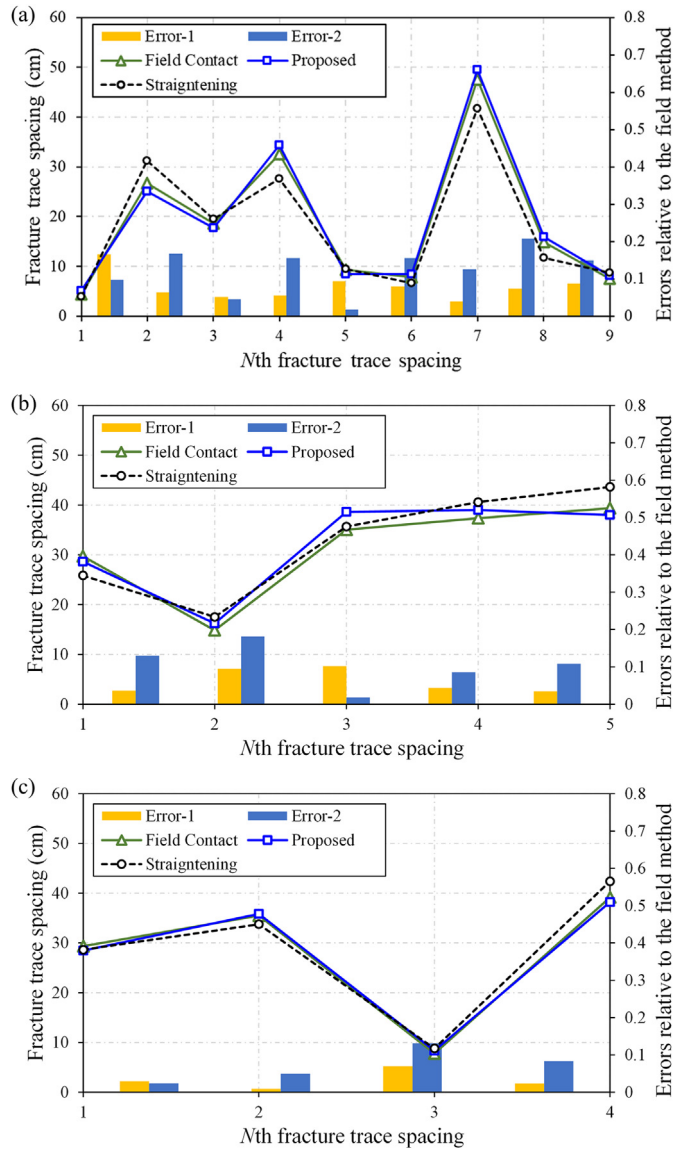 (a)
Error-1 Error-2
Field Contact Proposed
Straigntening
Fracture trace spacing (cm)
60
50
40
30
20
10
0
0.8
0.7
0.6
0.5
0.4
0.3
0.2
0.1
0
Errors relative to the field method
1 2 3 4 5 6 7 8 9
Nth fracture trace spacing
(b)
Error-1 Error-2
Field Contact Proposed
Straigntening
Fracture trace spacing (cm)
60
50
40
30
20
10
0
0.8
0.7
0.6
0.5
0.4
0.3
0.2
0.1
0
Errors relative to the field method
1 2 3 4 5
Nth fracture trace spacing
(c)
Error-1 Error-2
Field Contact Proposed
Straigntening
Fracture trace spacing (cm)
60
50
40
30
20
10
0
0.8
0.7
0.6
0.5
0.4
0.3
0.2
0.1
0
Errors relative to the field method
1 2 3 4
Nth fracture trace spacing